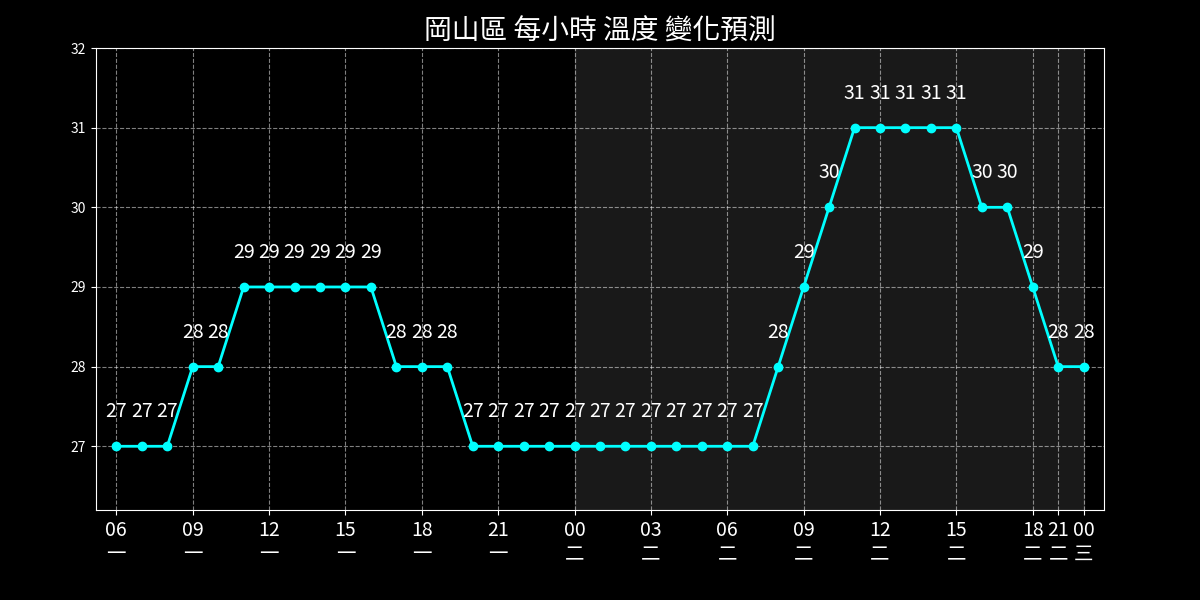 岡山區 每小時 溫度 變化預測
32
31 31 31 31 31
31
30 30 30
30
29 29 29 29 29 29 29 29
29
28 28 28 28 28 28 28 28
28
27 27 27 27 27 27 27 27 27 27 27 27 27 27 27
27
06 09 12 15 18 21 00 03 06 09 12 15 18 21 00
一 一 一 一 一 一 二 二 二 二 二 二 二 二 三